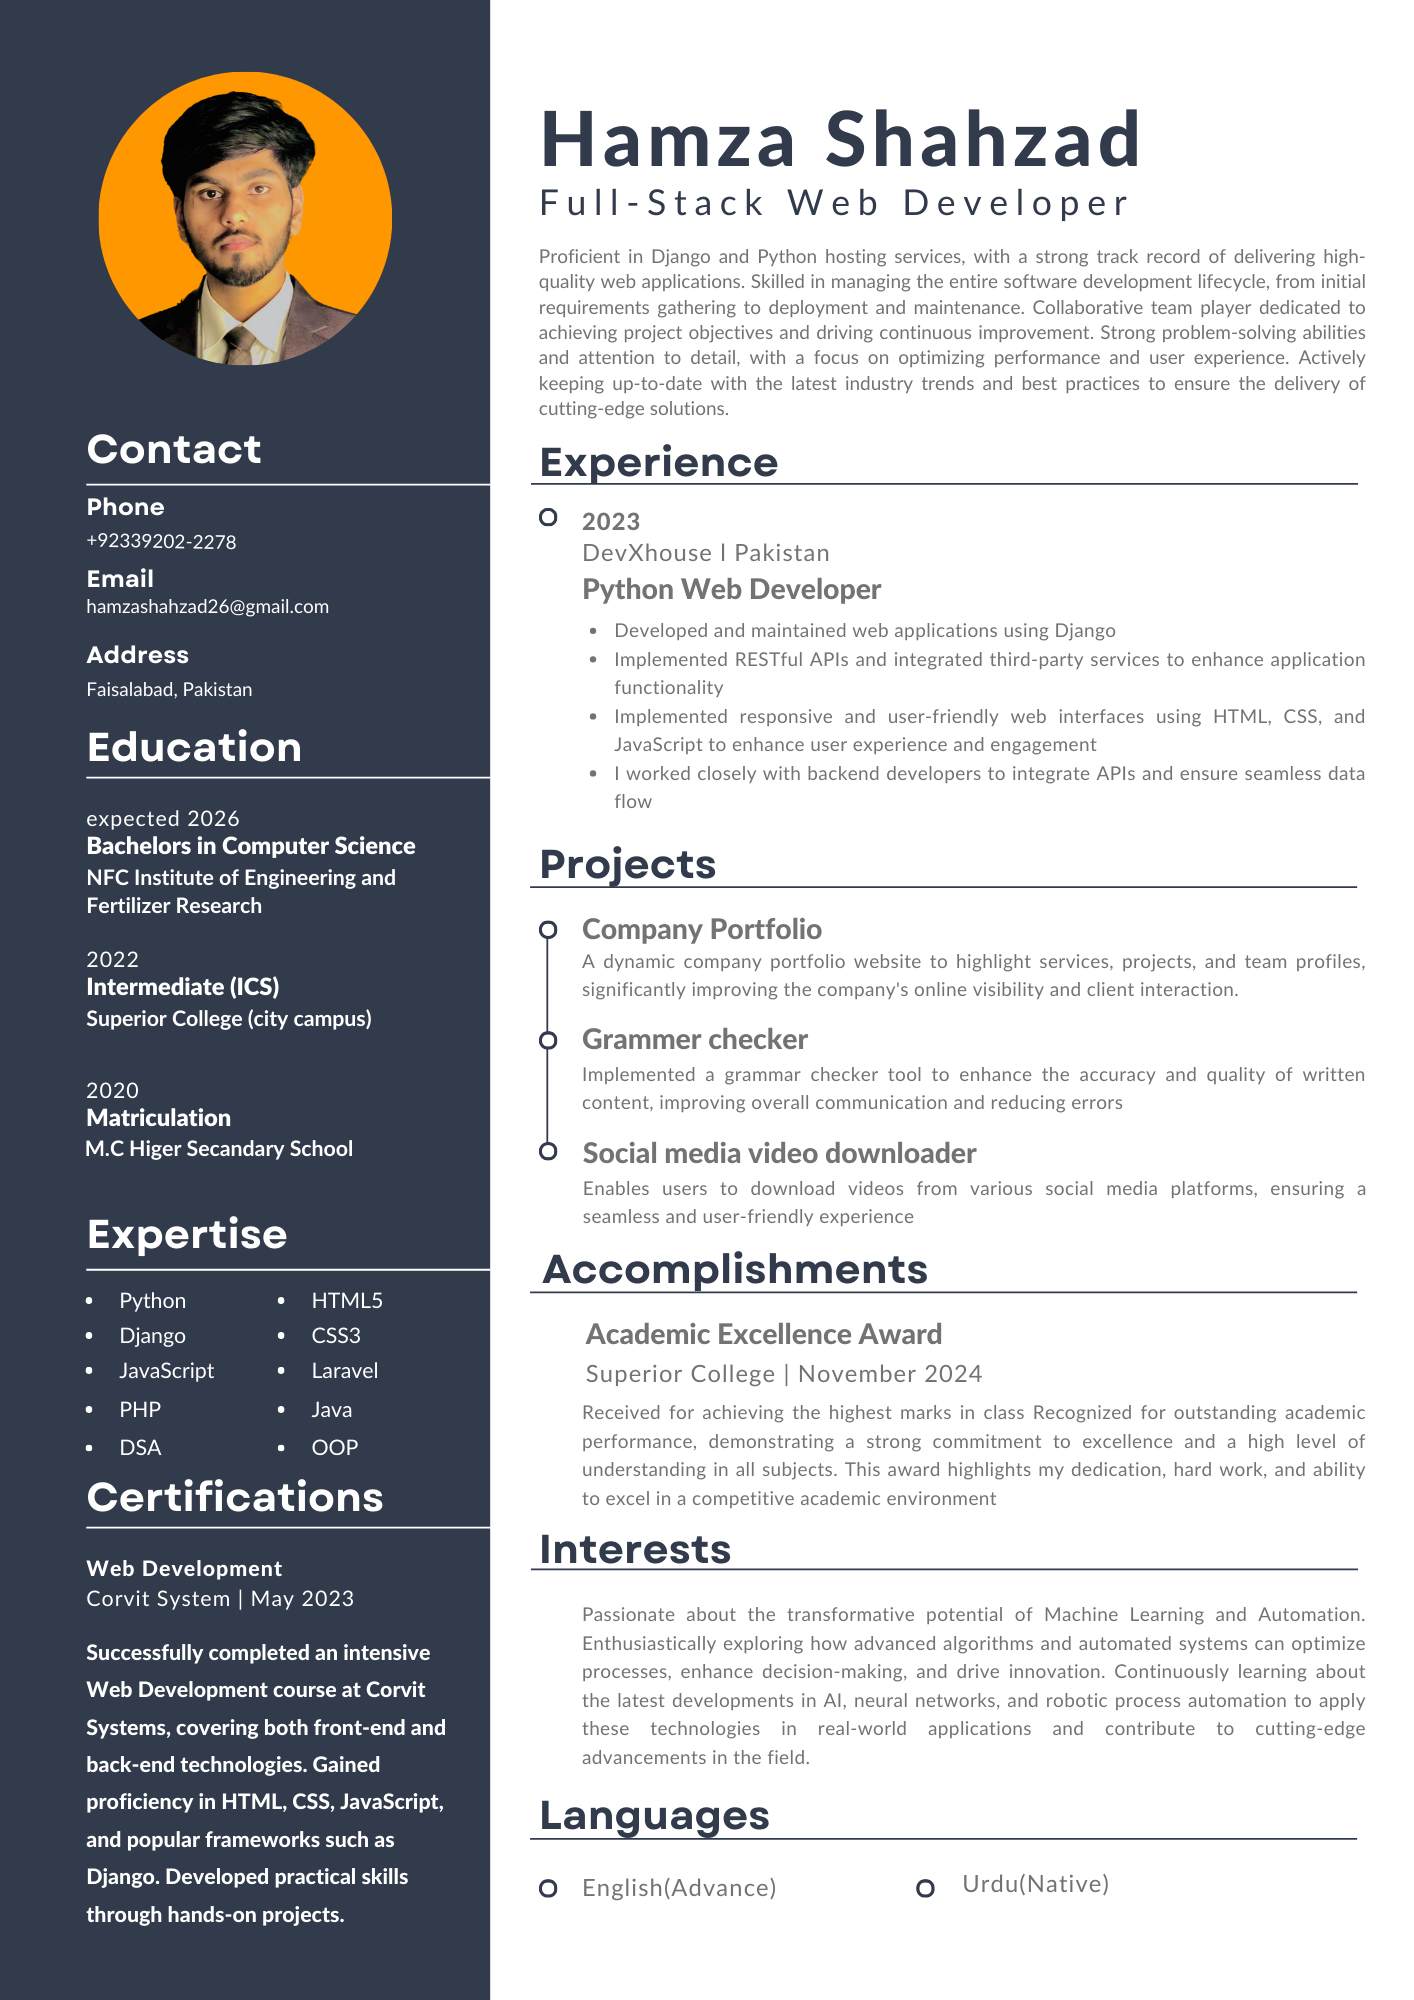 Contact
Phone
+92339202-2278
Email
hamzashahzad26@gmail.com
Address
Faisalabad, Pakistan
Education
expected 2026
Bachelors in Computer Science
NFC Institute of Engineering and
Fertilizer Research
2022
Intermediate (ICS)
Superior College (city campus)
2020
Matriculation
M.C Higer Secandary School
Expertise
• Python
• Django
• JavaScript
• PHP
• DSA
• HTML5
• CSS3
• Laravel
• Java
• OOP
Certifications
Web Development
Corvit System | May 2023
Successfully completed an intensive
Web Development course at Corvit
Systems, covering both front-end and
back-end technologies. Gained
proficiency in HTML, CSS, JavaScript,
and popular frameworks such as
Django. Developed practical skills
through hands-on projects.
Hamza Shahzad
Full-Stack Web Developer
Proficient in Django and Python hosting services, with a strong track record of delivering high-
quality web applications. Skilled in managing the entire software development lifecycle, from initial
requirements gathering to deployment and maintenance. Collaborative team player dedicated to
achieving project objectives and driving continuous improvement. Strong problem-solving abilities
and attention to detail, with a focus on optimizing performance and user experience. Actively
keeping up-to-date with the latest industry trends and best practices to ensure the delivery of
cutting-edge solutions.
Experience
2023
DevXhouse l Pakistan
Python Web Developer
• Developed and maintained web applications using Django
• Implemented RESTful APIs and integrated third-party services to enhance application
functionality
• Implemented responsive and user-friendly web interfaces using HTML, CSS, and
JavaScript to enhance user experience and engagement
• I worked closely with backend developers to integrate APIs and ensure seamless data
flow
Projects
Company Portfolio
A dynamic company portfolio website to highlight services, projects, and team profiles,
significantly improving the company's online visibility and client interaction.
Grammer checker
Implemented a grammar checker tool to enhance the accuracy and quality of written
content, improving overall communication and reducing errors
Social media video downloader
Enables users to download videos from various social media platforms, ensuring a
seamless and user-friendly experience
Accomplishments
Academic Excellence Award
Superior College | November 2024
Received for achieving the highest marks in class Recognized for outstanding academic
performance, demonstrating a strong commitment to excellence and a high level of
understanding in all subjects. This award highlights my dedication, hard work, and ability
to excel in a competitive academic environment
Interests
Passionate about the transformative potential of Machine Learning and Automation.
Enthusiastically exploring how advanced algorithms and automated systems can optimize
processes, enhance decision-making, and drive innovation. Continuously learning about
the latest developments in AI, neural networks, and robotic process automation to apply
these technologies in real-world applications and contribute to cutting-edge
advancements in the field.
Languages
English(Advance)
Urdu(Native)